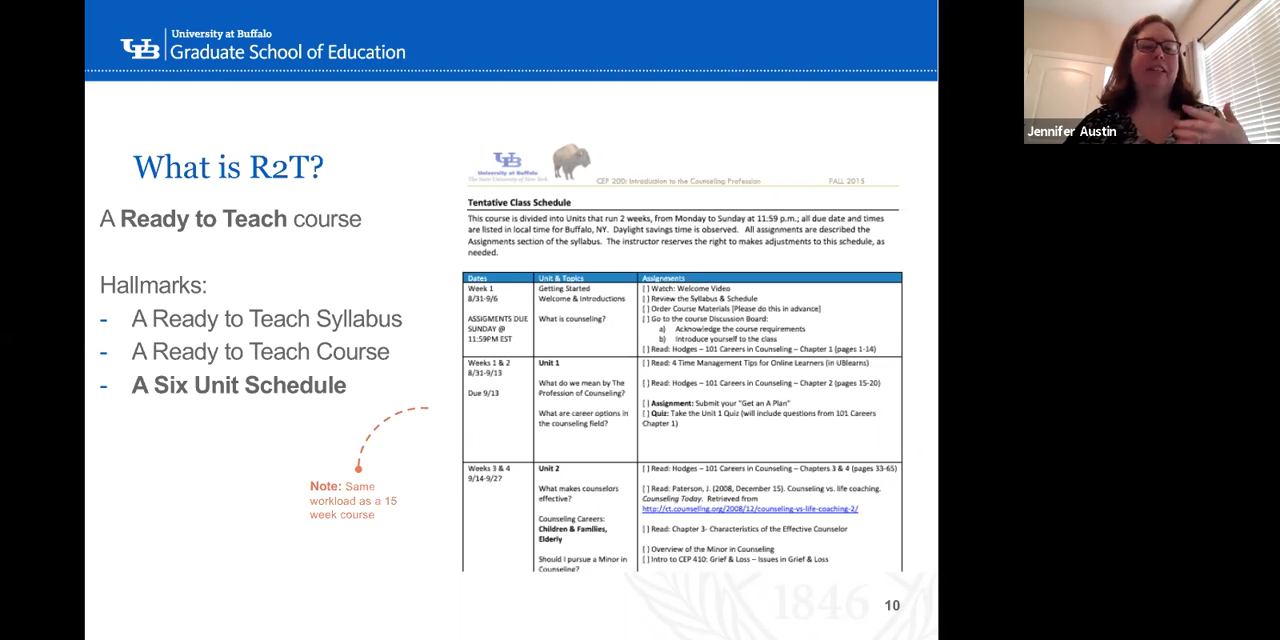 University at Buffalo
UB Graduate School of Education
What is R2T?
A Ready to Teach course
Hallmarks:
- A Ready to Teach Syllabus
- A Ready to Teach Course
- A Six Unit Schedule
Note: Same
workload as a 15
week course
UB
University at Buffalo
The State University of New York
CEP 200: Introduction to the Counseling Profession FALL 2015
Tentative Class Schedule
This course is divided into Units that run 2 weeks, from Monday to Sunday at 11:59 p.m.; all due date and times
are listed in local time for Buffalo, NY. Daylight savings time is observed. All assignments are described the
Assignments section of the syllabus. The instructor reserves the right to makes adjustments to this schedule, as
needed.
Dates Unit & Topics Assignments
Week 1 Getting Started [ ] Watch: Welcome Video
8/31-9/6 Welcome & Introductions [ ] Review the Syllabus & Schedule
[ ] Order Course Materials [Please do this in advance]
ASSIGMENTS DUE What is counseling? [ ] Go to the course Discussion Board:
SUNDAY @ a) Acknowledge the course requirements
11:59PM EST b) Introduce yourself to the class
[ ] Read: Hodges – 101 Careers in Counseling – Chapter 1 (pages 1-14)
Weeks 1 & 2 Unit 1 [ ] Read: 4 Time Management Tips for Online Learners (in UBlearns)
8/31-9/13
What do we mean by The [ ] Read: Hodges – 101 Careers in Counseling – Chapter 2 (pages 15-20)
Due 9/13 Profession of Counseling?
[ ] Assignment: Submit your "Get an A Plan"
What are career options in [ ] Quiz: Take the Unit 1 Quiz (will include questions from 101 Careers
the counseling field? Chapter 1)
Weeks 3 & 4 Unit 2 [ ] Read: Hodges – 101 Careers in Counseling – Chapters 3 & 4 (pages 33-65)
9/14-9/27
What makes counselors [ ] Read: Paterson, J. (2008, December 15). Counseling vs. life coaching.
effective? Counseling Today. Retrieved from
http://ct.counseling.org/2008/12/counseling-vs-life-coaching-2/
Counseling Careers:
Children & Families, [ ] Read: Chapter 3- Characteristics of the Effective Counselor
Elderly
[ ] Overview of the Minor in Counseling
Should I pursue a Minor in [ ] Intro to CEP 410: Grief & Loss – Issues in Grief & Loss
Counseling?
1846
10
Jennifer Austin